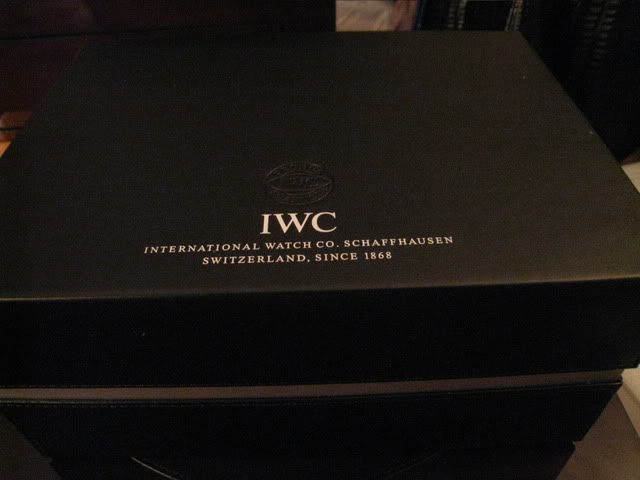 IWC
INTERNATIONAL WATCH CO. SCHAFFHAUSEN
SWITZERLAND, SINCE 1868